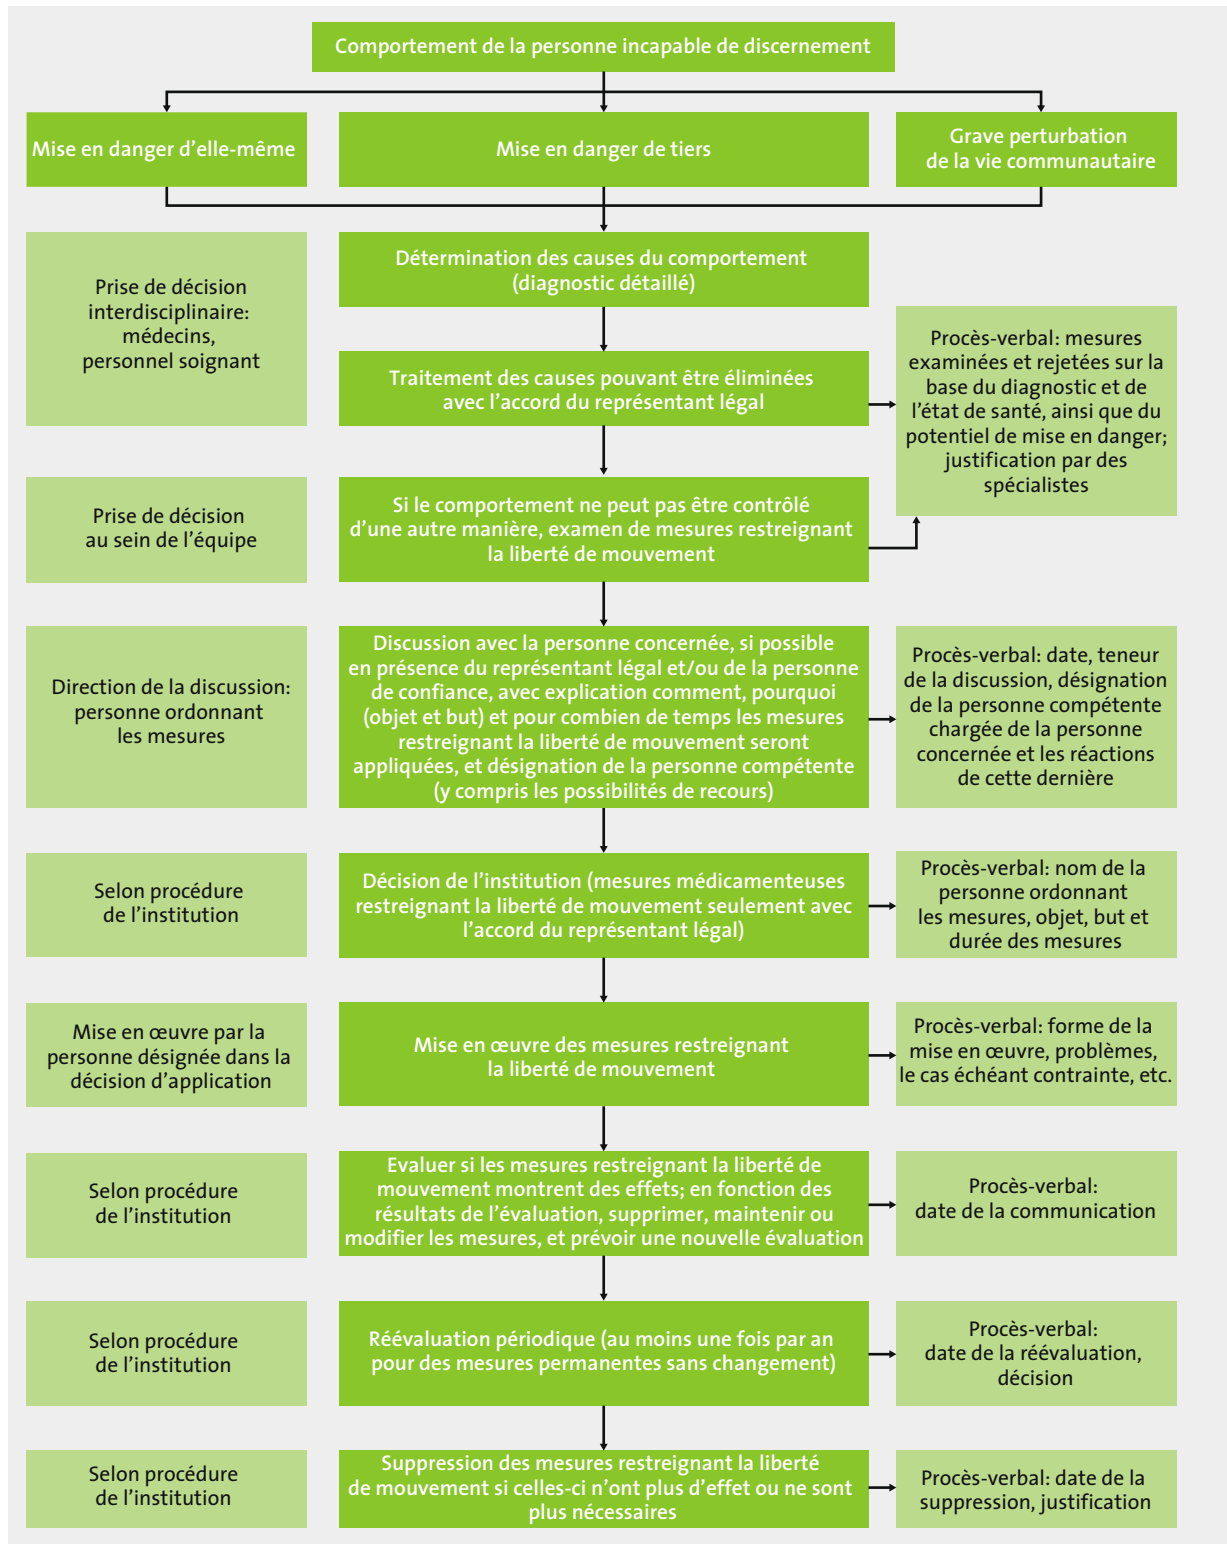 Comportement de la personne incapable de discernement
Mise en danger d'elle-même
Mise en danger de tiers
Grave perturbation
de la vie communautaire
Prise de décision
interdisciplinaire:
médecins,
personnel soignant
Détermination des causes du comportement
(diagnostic détaillé)
Traitement des causes pouvant être éliminées
avec l'accord du représentant légal
Procès-verbal: mesures
examinées et rejetées sur la
base du diagnostic et de
l'état de santé, ainsi que du
potentiel de mise en danger;
justification par des
spécialistes
Prise de décision
au sein de l'équipe
Si le comportement ne peut pas être contrôlé
d'une autre manière, examen de mesures restreignant
la liberté de mouvement
Direction de la discussion:
personne ordonnant
les mesures
Discussion avec la personne concernée, si possible
en présence du représentant légal et/ou de la personne
de confiance, avec explication comment, pourquoi
(objet et but) et pour combien de temps les mesures
restreignant la liberté de mouvement seront
appliquées, et désignation de la personne compétente
(y compris les possibilités de recours)
Procès-verbal: date, teneur
de la discussion, désignation
de la personne compétente
chargée de la personne
concernée et les réactions
de cette dernière
Selon procédure
de l'institution
Décision de l'institution (mesures médicamenteuses
restreignant la liberté de mouvement seulement avec
l'accord du représentant légal)
Procès-verbal: nom de la
personne ordonnant
les mesures, objet, but et
durée des mesures
Mise en œuvre par la
personne désignée dans la
décision d'application
Mise en œuvre des mesures restreignant
la liberté de mouvement
Procès-verbal: forme de la
mise en œuvre, problèmes,
le cas échéant contrainte, etc.
Selon procédure
de l'institution
Evaluer si les mesures restreignant la liberté de
mouvement montrent des effets; en fonction des
résultats de l'évaluation, supprimer, maintenir ou
modifier les mesures, et prévoir une nouvelle évaluation
Procès-verbal:
date de la communication
Selon procédure
de l'institution
Réévaluation périodique (au moins une fois par an
pour des mesures permanentes sans changement)
Procès-verbal:
date de la réévaluation,
décision
Selon procédure
de l'institution
Suppression des mesures restreignant la liberté
de mouvement si celles-ci n'ont plus d'effet ou ne sont
plus nécessaires
Procès-verbal: date de la
suppression, justification